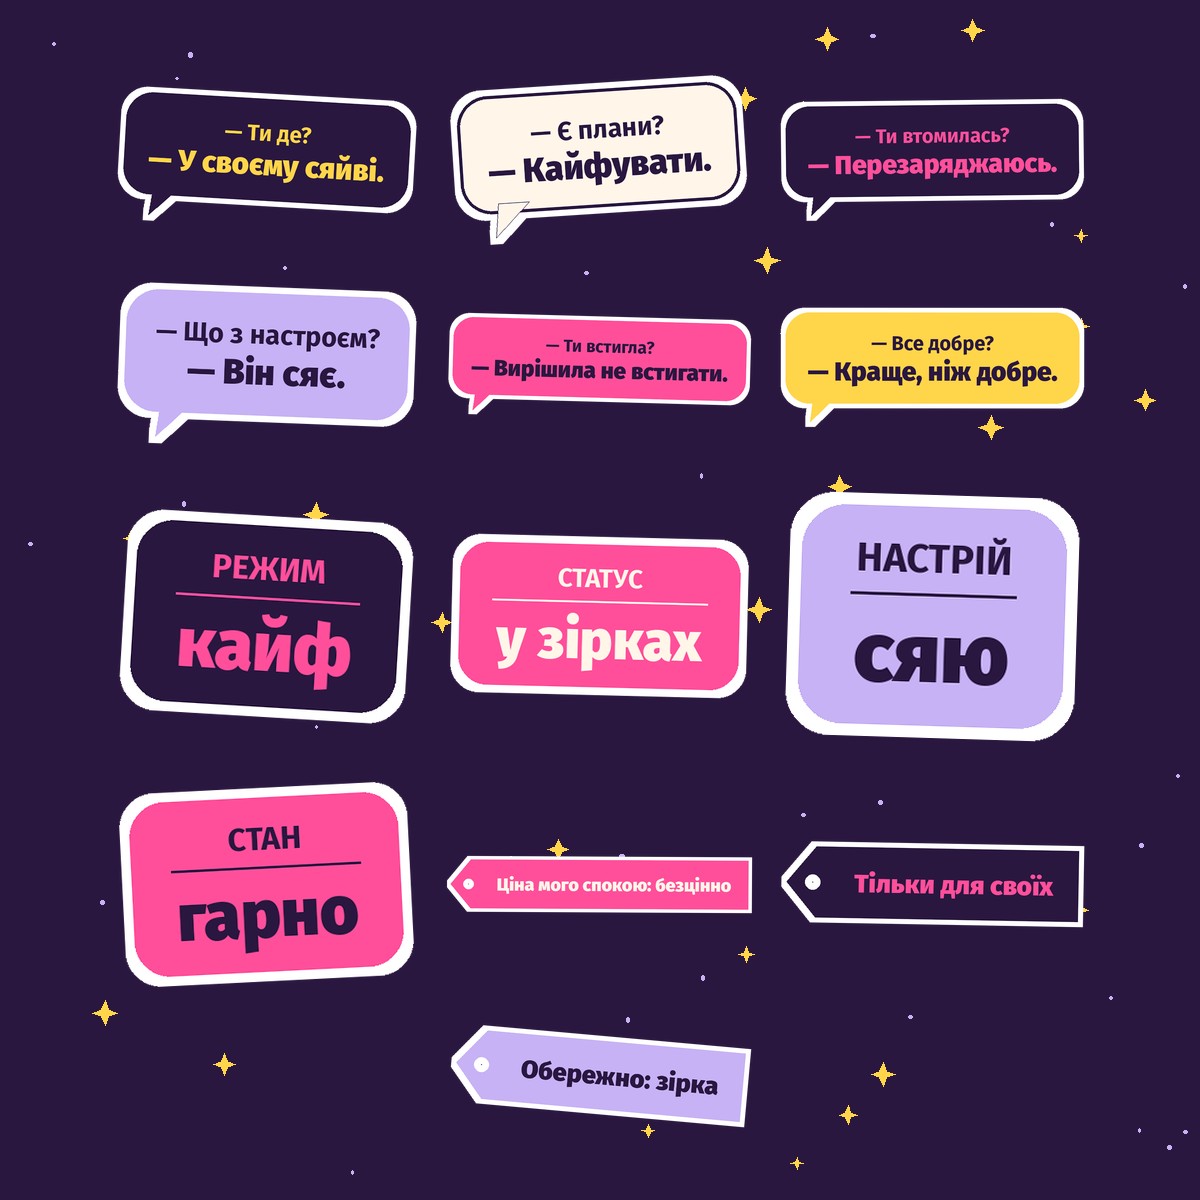 — Ти де?
— У своєму сяйві.
— Є плани?
— Кайфувати.
— Ти втомилась?
— Перезаряджаюсь.
— Що з настроєм?
— Він сяє.
— Ти встигла?
— Вирішила не встигати.
— Все добре?
— Краще, ніж добре.
РЕЖИМ
кайф
СТАТУС
у зірках
НАСТРІЙ
сяю
СТАН
гарно
Ціна мого спокою: безцінно
Тільки для своїх
Обережно: зірка